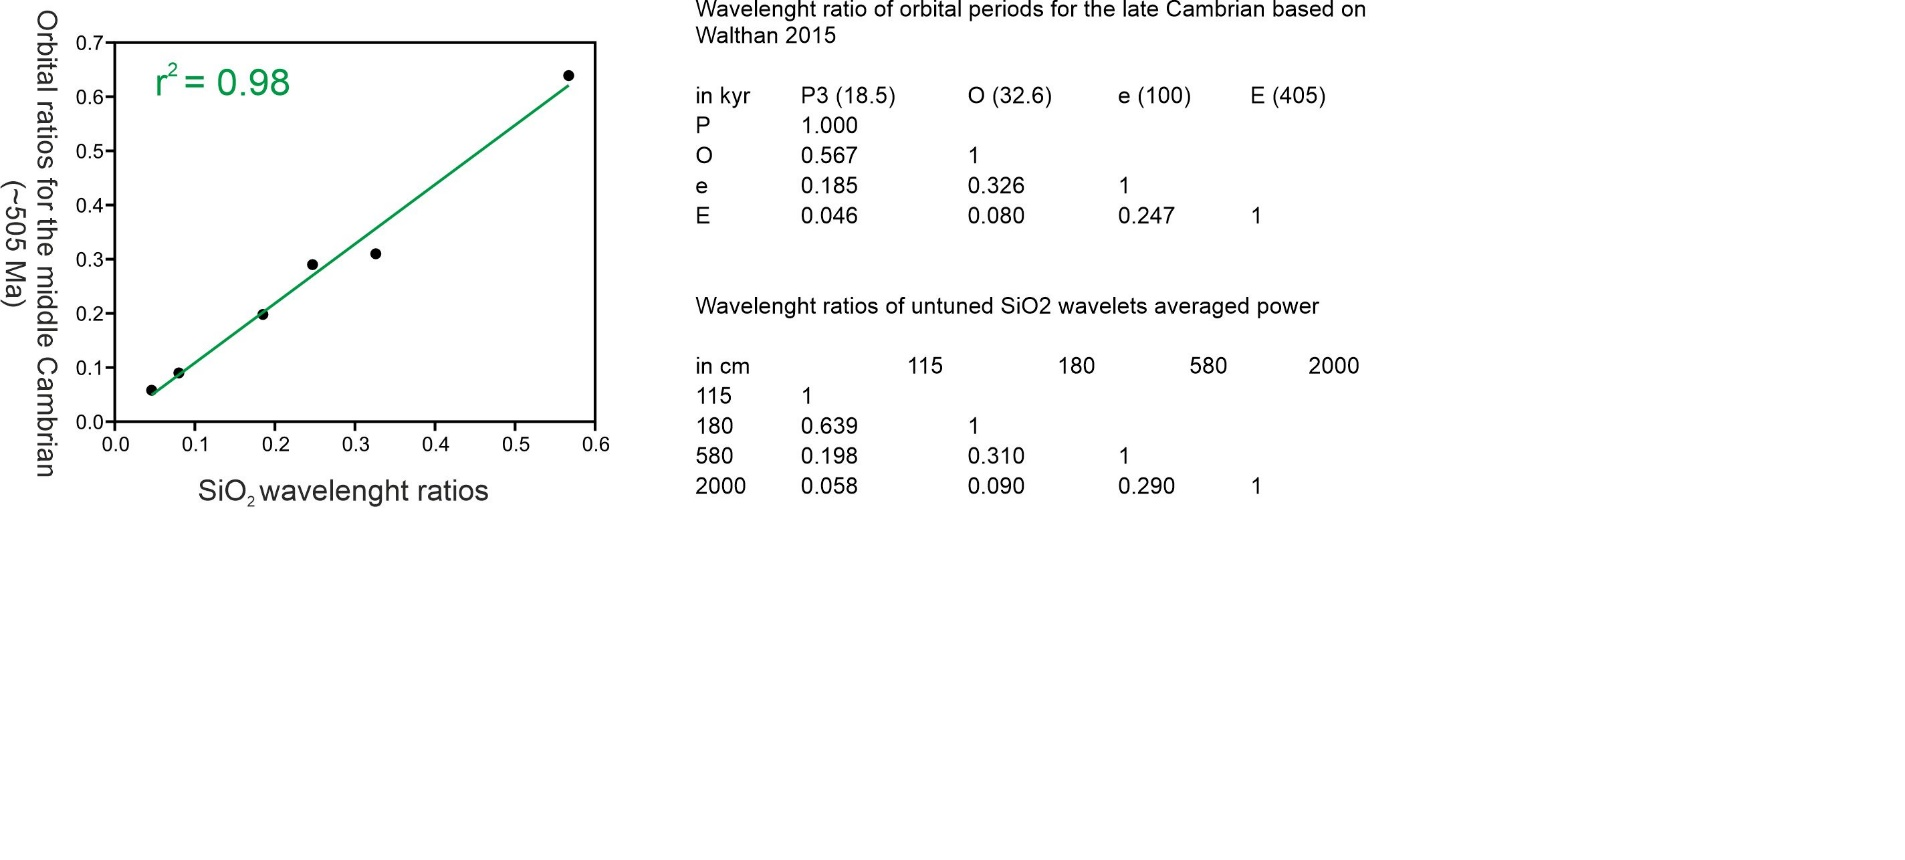 Orbital ratios for the middle Cambrian
(~505 Ma)
0.7
0.6
0.5
0.4
0.3
0.2
0.1
0.0
r² = 0.98
0.0 0.1 0.2 0.3 0.4 0.5 0.6
SiO₂ wavelenght ratios
Wavelenght ratio of orbital periods for the late Cambrian based on
Walthan 2015
in kyr P3 (18.5) O (32.6) e (100) E (405)
P 1.000
O 0.567 1
e 0.185 0.326 1
E 0.046 0.080 0.247 1
Wavelenght ratios of untuned SiO2 wavelets averaged power
in cm 115 180 580 2000
115 1
180 0.639 1
580 0.198 0.310 1
2000 0.058 0.090 0.290 1